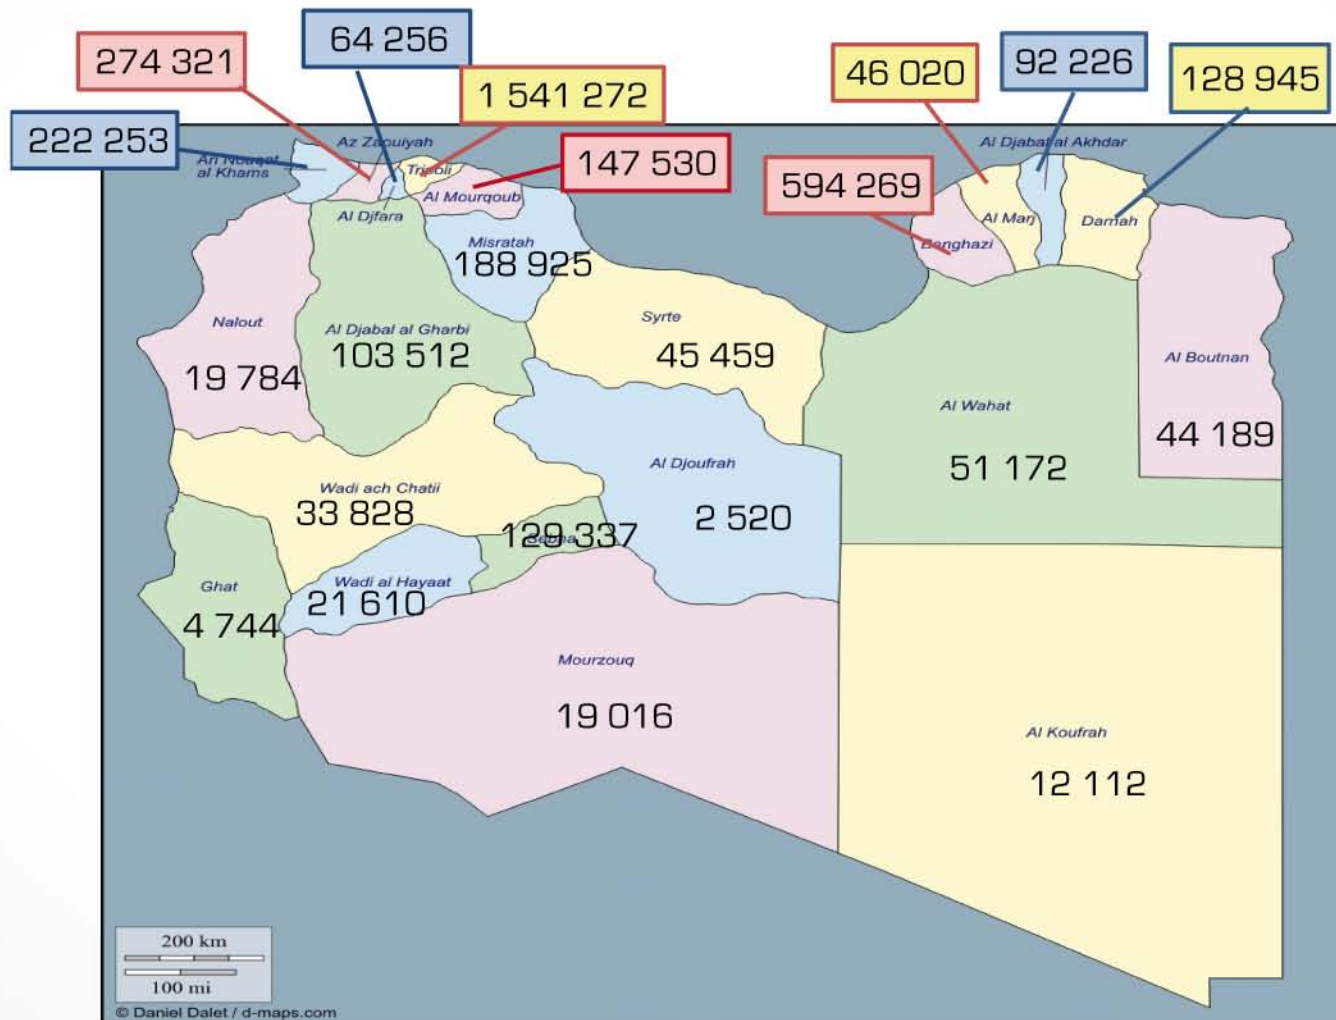 64 256
274 321
1 541 272
46 020
92 226
128 945
222 253
147 530
594 269
Az Zaouiyah
An Nouqat
al Khams
Tripoli
Al Mourqoub
Al Djfara
Misratah
188 925
Al Djabal al Akhdar
Al Marj
Darnah
Benghazi
Nalout
19 784
Al Djabal al Gharbi
103 512
Syrte
45 459
Al Boutnan
44 189
Al Wahat
51 172
Al Djoufrah
2 520
Wadi ach Chatii
33 828
Sebha
129 337
Wadi al Hayaat
21 610
Ghat
4 744
Mourzouq
19 016
Al Koufrah
12 112
200 km
100 mi
© Daniel Dalet / d-maps.com